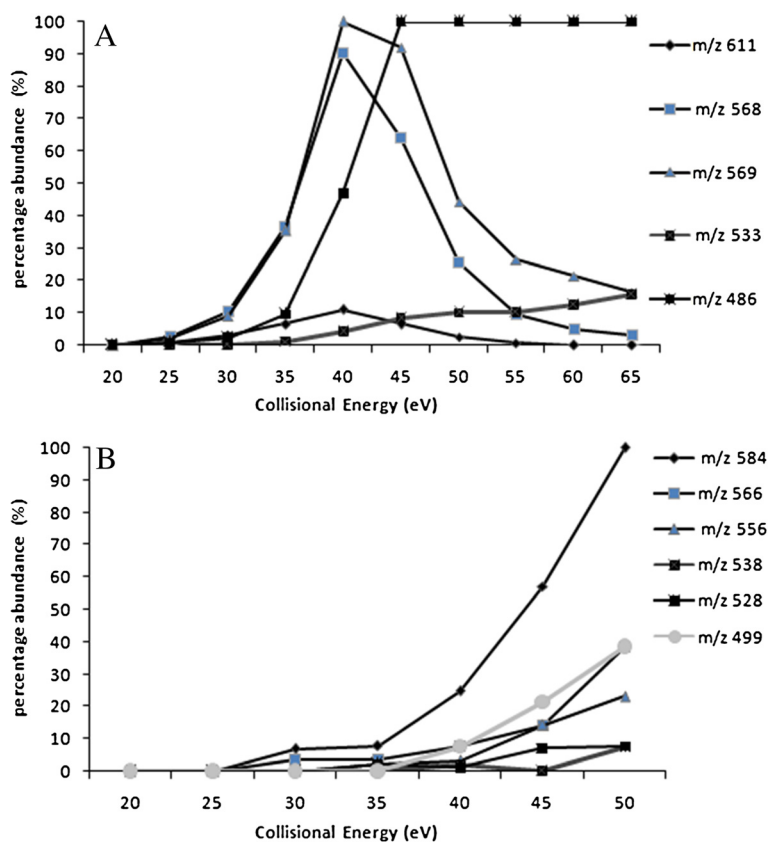 A
percentage abundance (%)
100
90
80
70
60
50
40
30
20
10
0
20 25 30 35 40 45 50 55 60 65
Collisional Energy (eV)
m/z 611
m/z 568
m/z 569
m/z 533
m/z 486
B
percentage abundance (%)
100
90
80
70
60
50
40
30
20
10
0
20 25 30 35 40 45 50
Collisional Energy (eV)
m/z 584
m/z 566
m/z 556
m/z 538
m/z 528
m/z 499